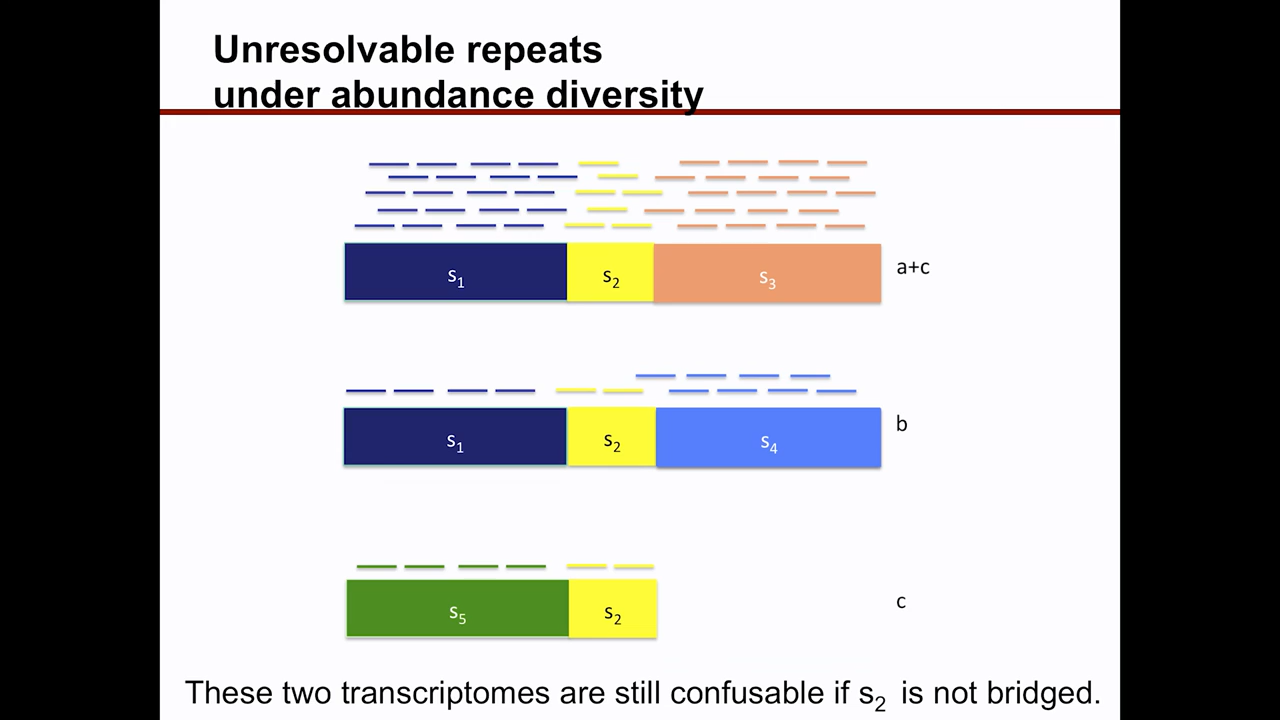 Unresolvable repeats
under abundance diversity
s₁ s₂ s₃ a+c
s₁ s₂ s₄ b
s₅ s₂ c
These two transcriptomes are still confusable if s₂ is not bridged.